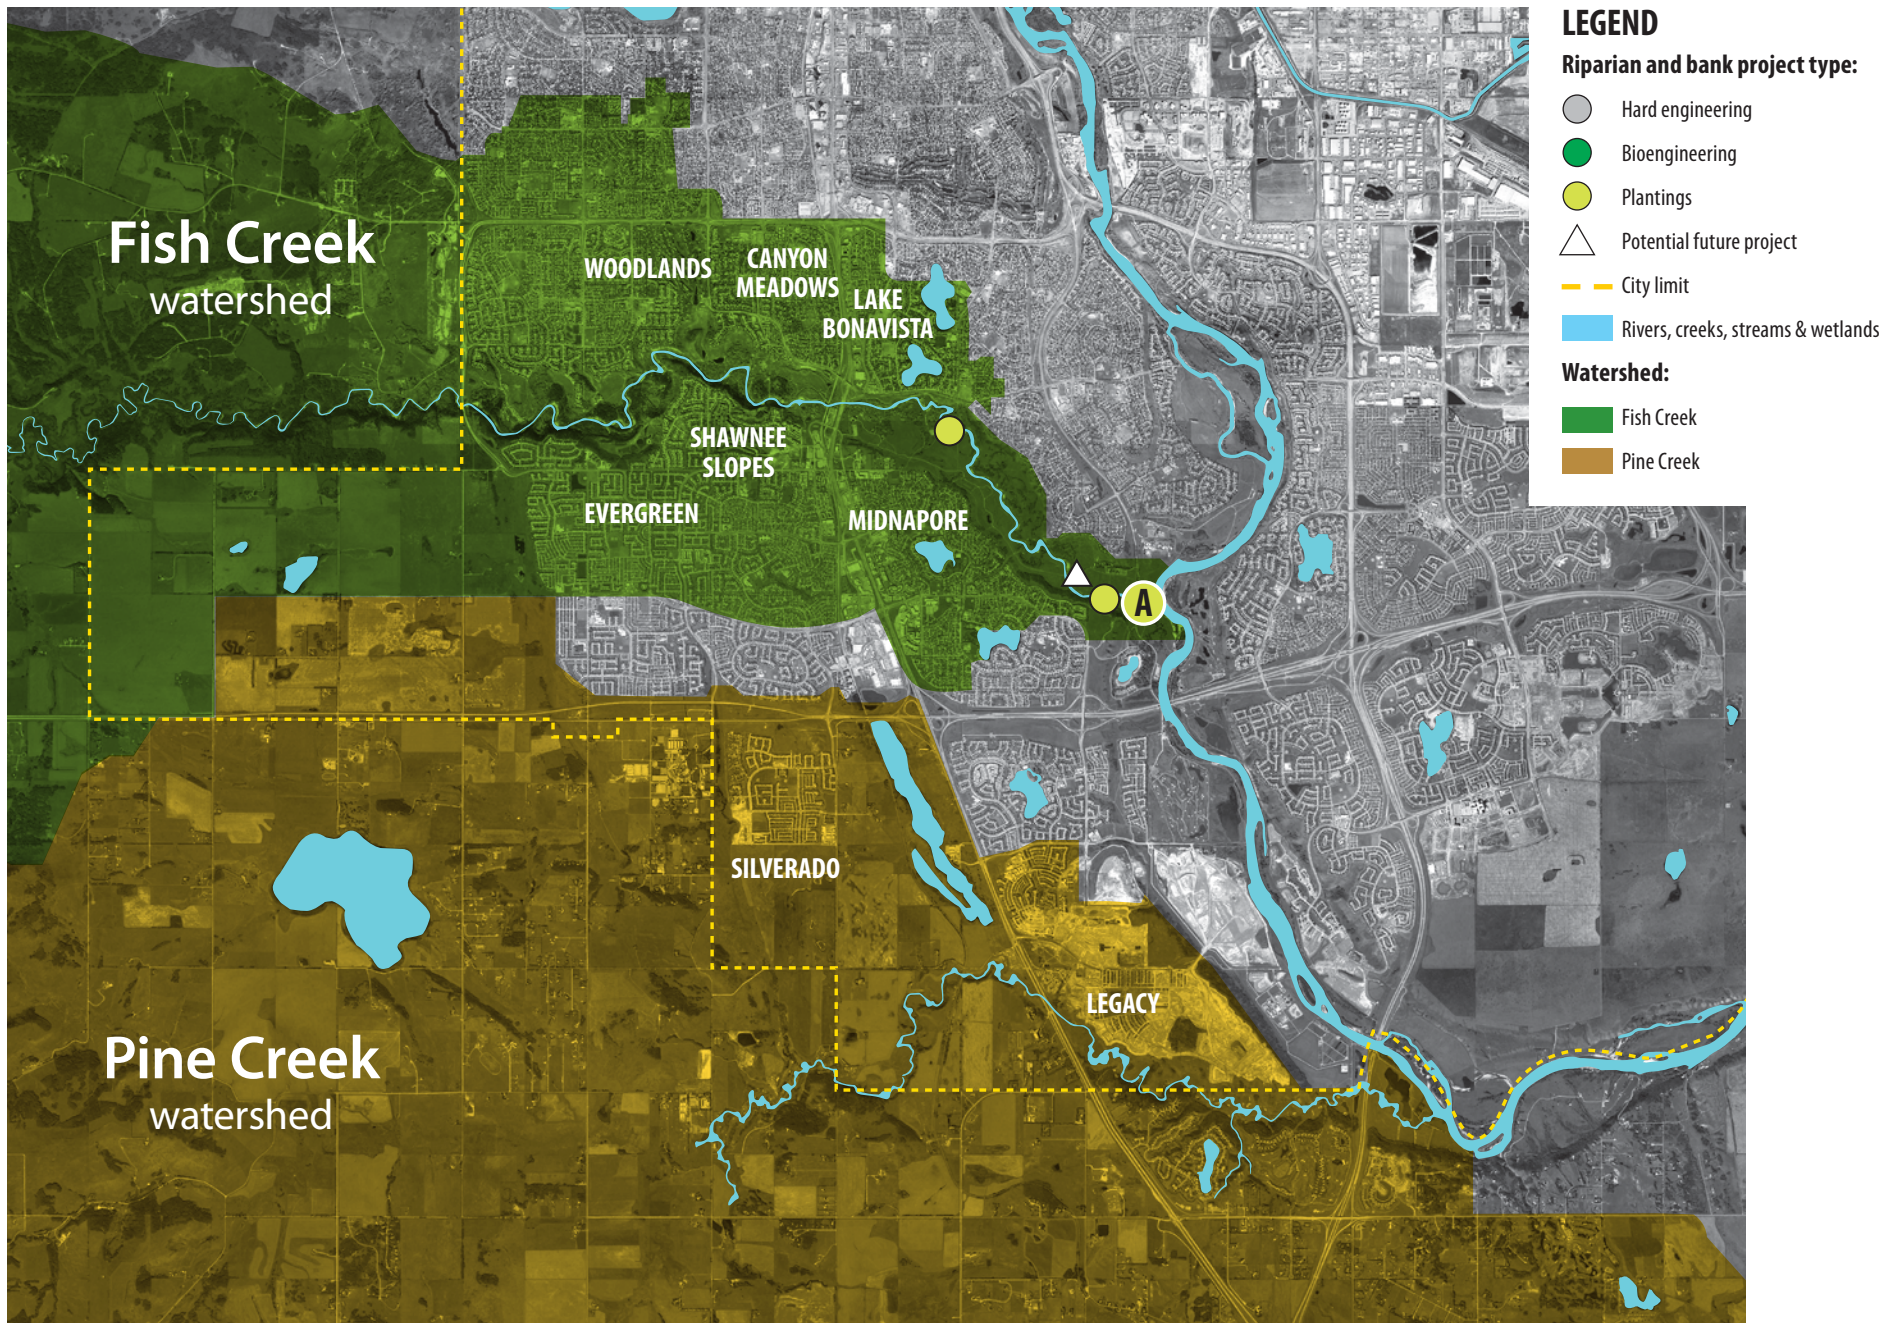 Fish Creek
watershed
WOODLANDS
CANYON
MEADOWS
LAKE
BONAVISTA
SHAWNEE
SLOPES
EVERGREEN
MIDNAPORE
A
SILVERADO
LEGACY
Pine Creek
watershed
LEGEND
Riparian and bank project type:
Hard engineering
Bioengineering
Plantings
Potential future project
City limit
Rivers, creeks, streams & wetlands
Watershed:
Fish Creek
Pine Creek